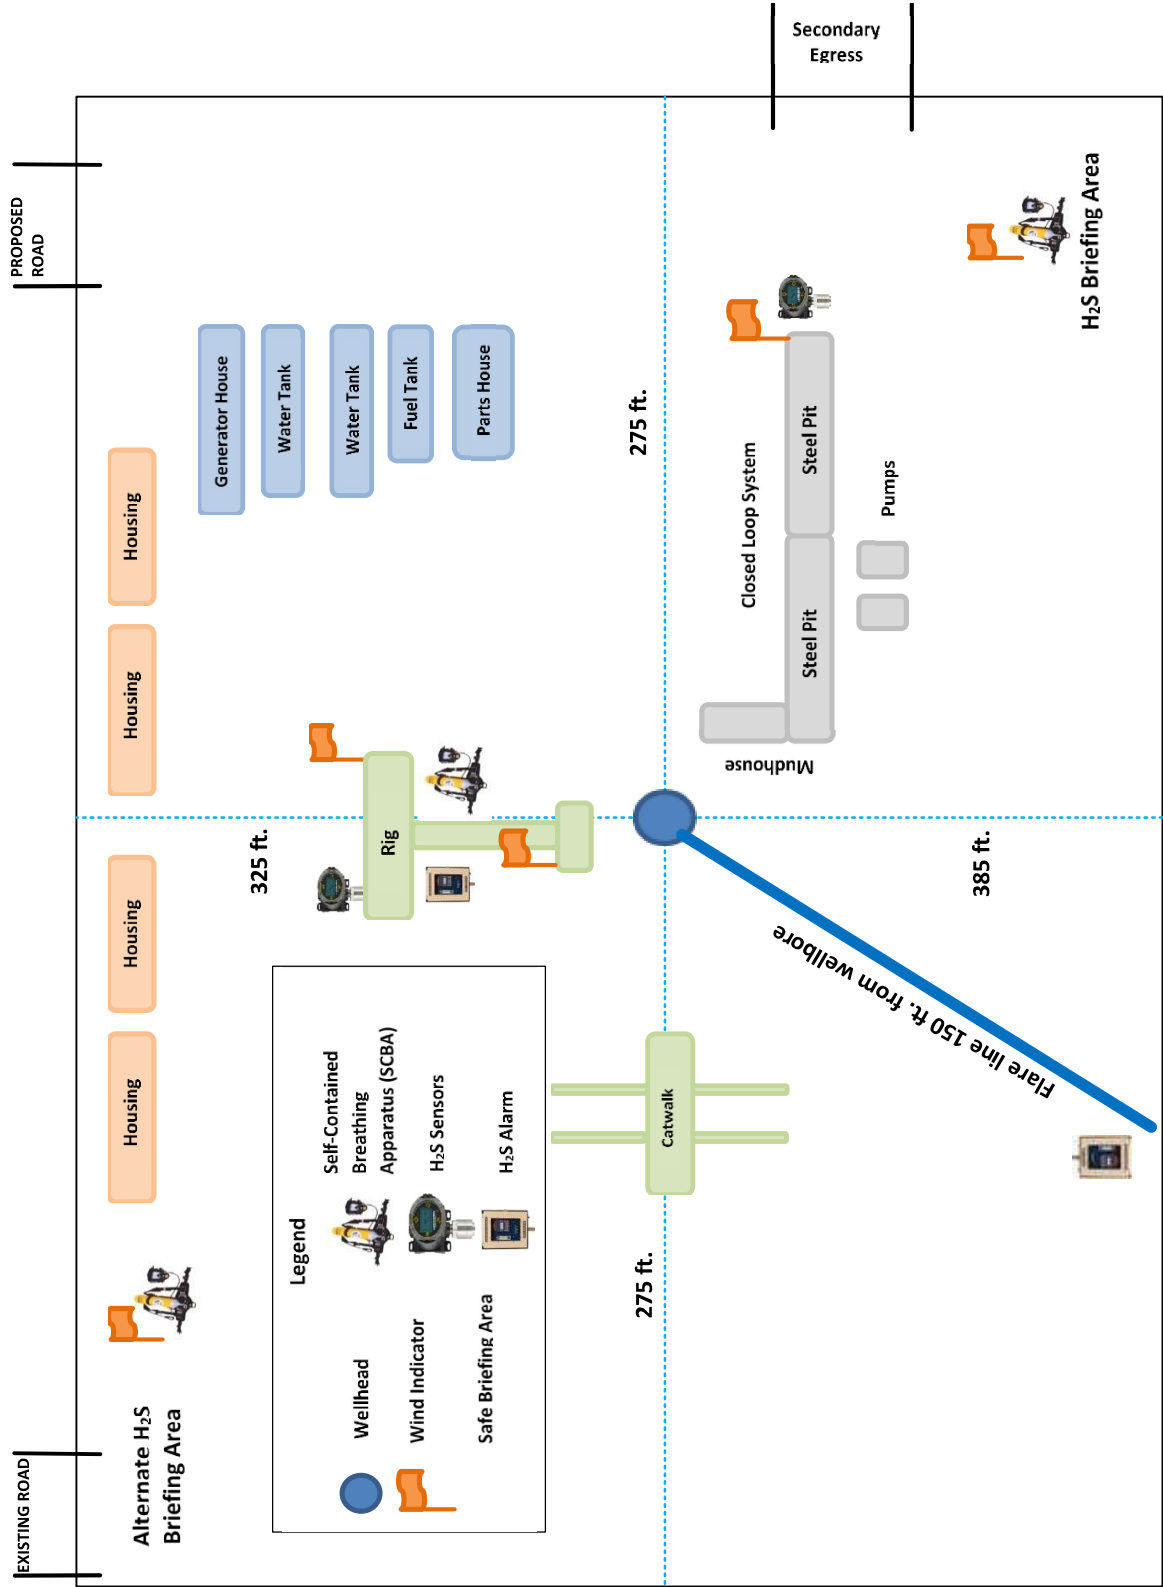 Secondary
Egress
PROPOSED
ROAD
H₂S Briefing Area
Generator House
Water Tank
Water Tank
Fuel Tank
Parts House
275 ft.
Closed Loop System
Steel Pit
Steel Pit
Pumps
Mudhouse
Housing
Housing
Housing
Housing
325 ft.
Rig
385 ft.
Flare line 150 ft. from wellbore
Catwalk
275 ft.
Legend
Self-Contained
Breathing
Apparatus (SCBA)
H₂S Sensors
H₂S Alarm
Wellhead
Wind Indicator
Safe Briefing Area
Alternate H₂S
Briefing Area
EXISTING ROAD